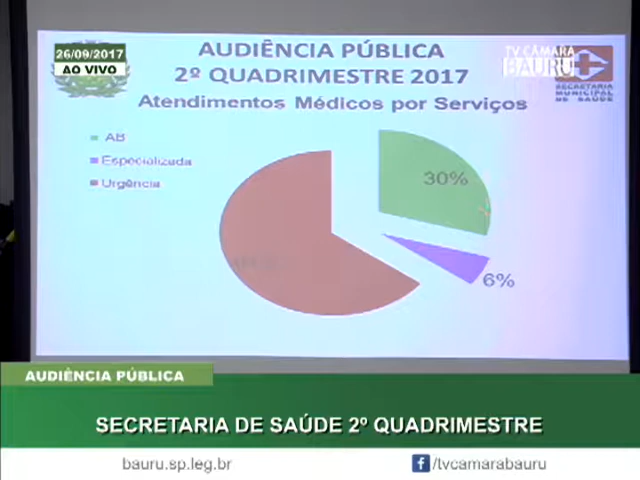 26/09/2017
AO VIVO
AUDIÊNCIA PÚBLICA
2º QUADRIMESTRE 2017
Atendimentos Médicos por Serviços
TV CÂMARA
BAURU
SECRETARIA
MUNICIPAL
DE SAÚDE
AB
Especializada
Urgência
30%
6%
AUDIÊNCIA PÚBLICA
SECRETARIA DE SAÚDE 2º QUADRIMESTRE
bauru.sp.leg.br
/tvcamarabauru